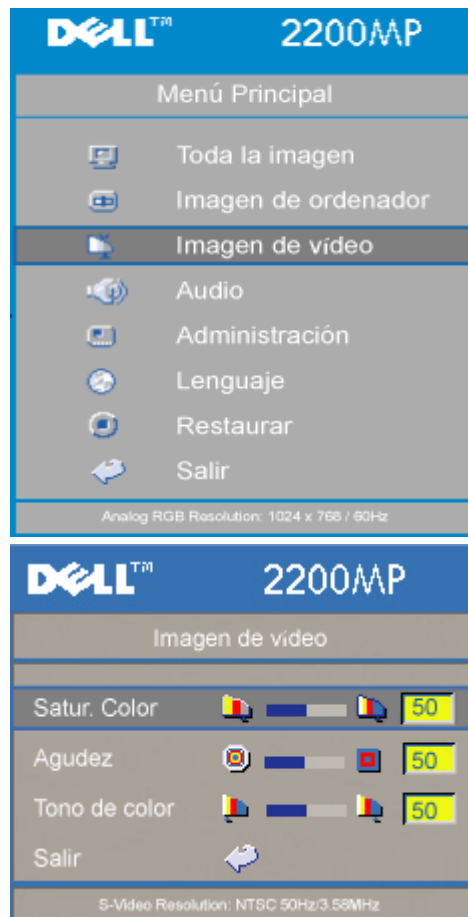 DELL™ 2200MP
Menú Principal
Toda la imagen
Imagen de ordenador
Imagen de vídeo
Audio
Administración
Lenguaje
Restaurar
Salir
Analog RGB Resolution: 1024 x 768 / 60Hz
DELL™ 2200MP
Imagen de vídeo
Satur. Color 50
Agudez 50
Tono de color 50
Salir
S-Video Resolution: NTSC 50Hz/3.58MHz